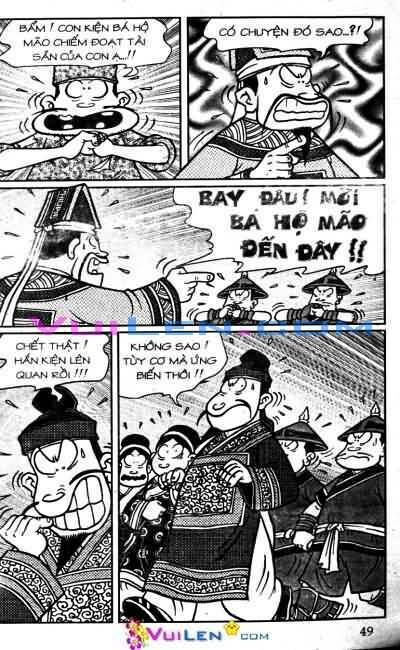 BẨM! CON KIỆN BÁ HỘ
MÃO CHIẾM ĐOẠT TÀI
SẢN CỦA CON Ạ...!!
CÓ CHUYỆN ĐÓ SAO...?!
BAY ĐÂU! MỜI
BÁ HỘ MÃO
ĐẾN ĐÂY!!
VUILEN.COM
CHẾT THẬT!
HẮN KIỆN LÊN
QUAN RỒI!!!
KHÔNG SAO!
TÙY CƠ MÀ ỨNG
BIẾN THÔI!
49
VUILEN.COM